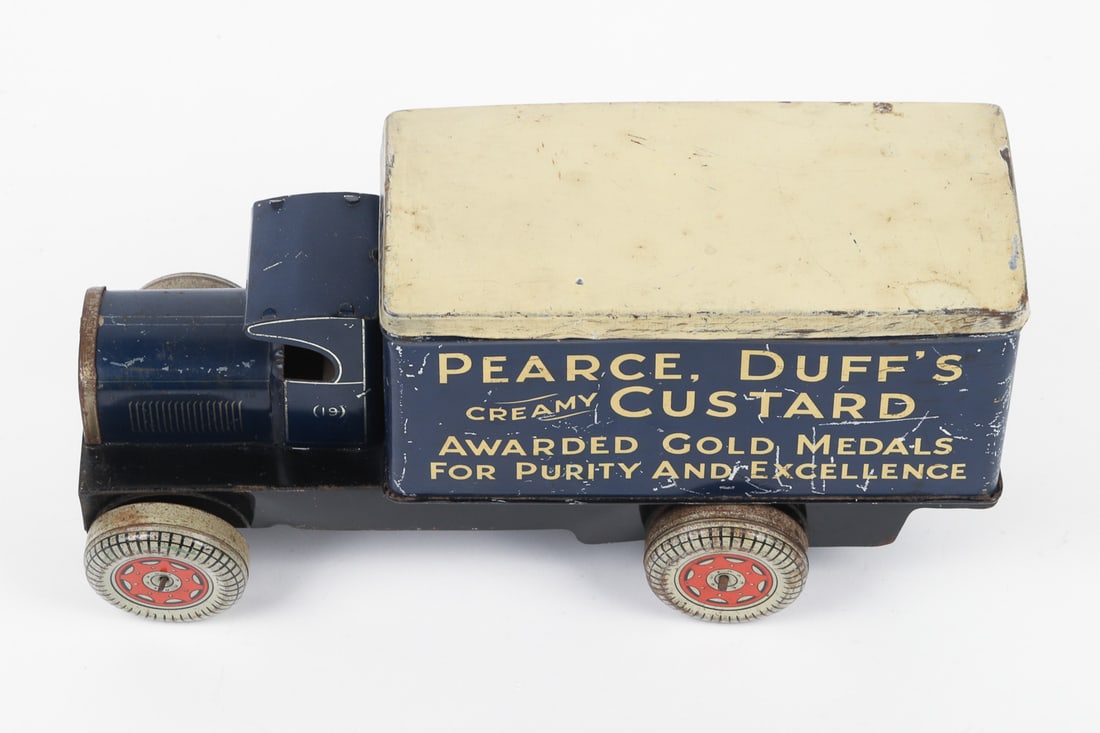 PEARCE, DUFF'S
CREAMY CUSTARD
AWARDED GOLD MEDALS
FOR PURITY AND EXCELLENCE
(19)